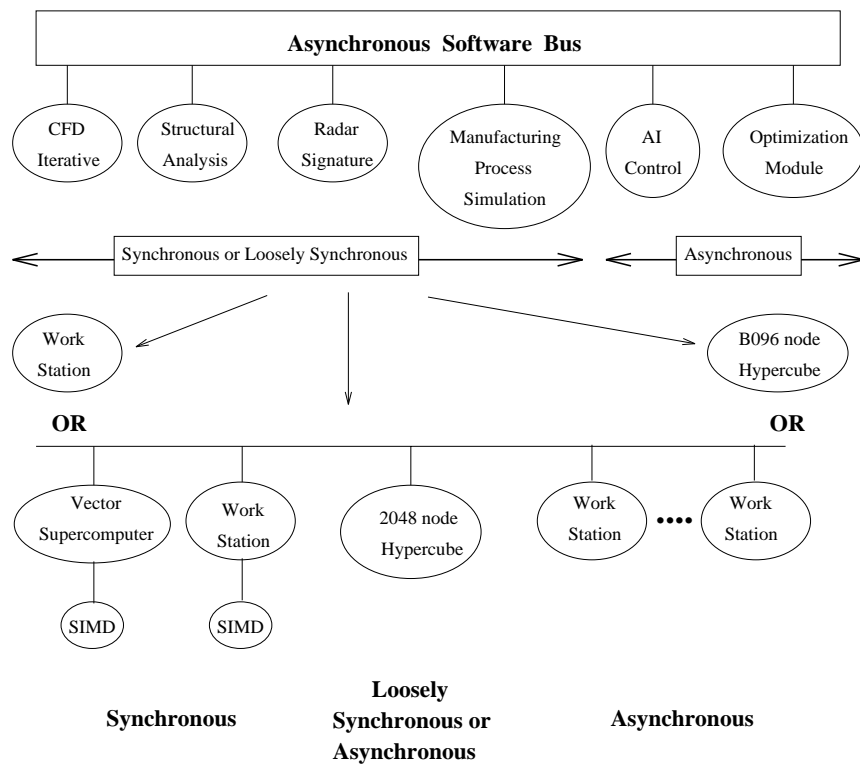 Asynchronous Software Bus
CFD
Iterative
Structural
Analysis
Radar
Signature
Manufacturing
Process
Simulation
AI
Control
Optimization
Module
Synchronous or Loosely Synchronous
Asynchronous
Work
Station
B096 node
Hypercube
OR
OR
Vector
Supercomputer
Work
Station
2048 node
Hypercube
Work
Station
Work
Station
SIMD
SIMD
Synchronous
Loosely
Synchronous or
Asynchronous
Asynchronous